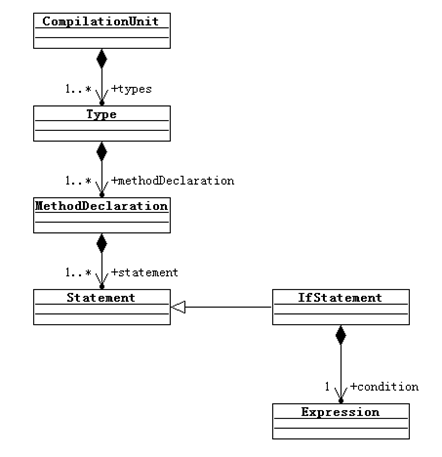 CompilationUnit
1..* +types
Type
1..* +methodDeclaration
MethodDeclaration
1..* +statement
Statement
IfStatement
1 +condition
Expression